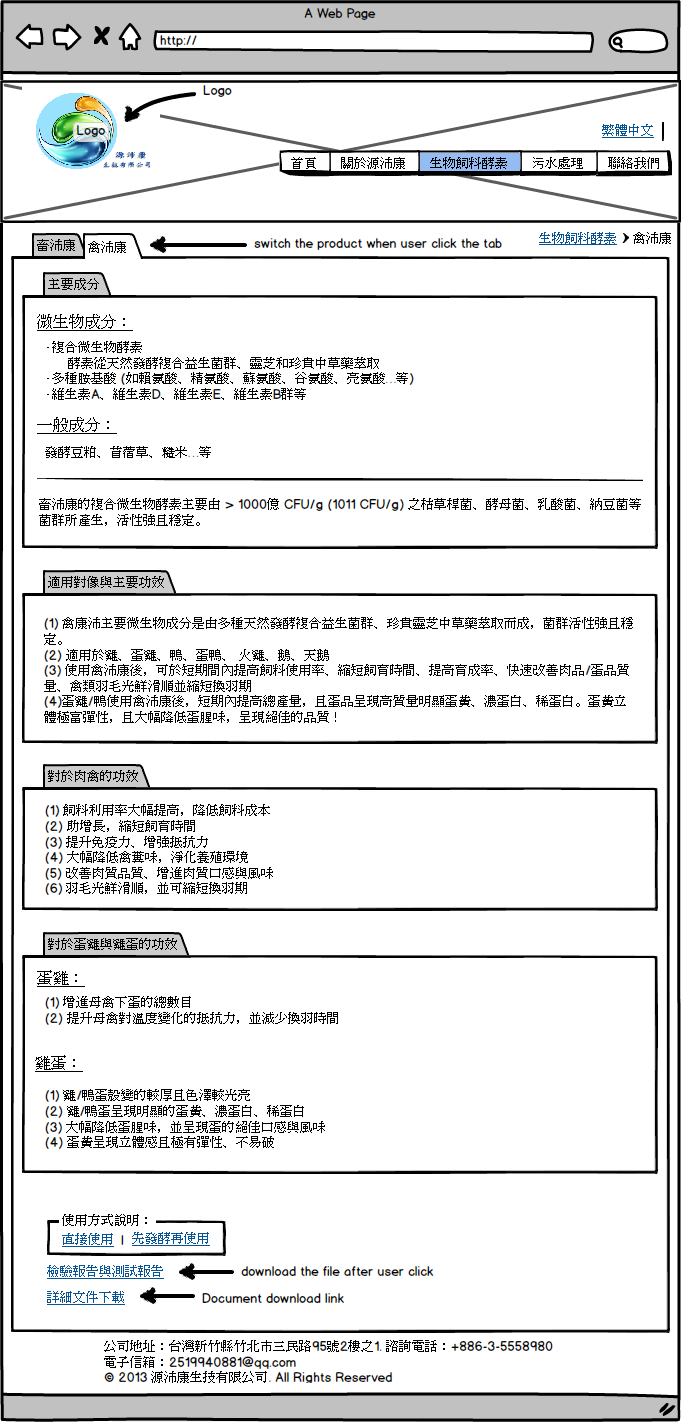 A Web Page
http://
Logo
Logo
源沛康
生技有限公司
繁體中文
首頁 關於源沛康 生物飼料酵素 污水處理 聯絡我們
畜沛康 禽沛康 switch the product when user click the tab 生物飼料酵素 禽沛康
主要成分
微生物成分：
·複合微生物酵素
酵素從天然發酵複合益生菌群、靈芝和珍貴中草藥萃取
·多種胺基酸 (如賴氨酸、精氨酸、蘇氨酸、谷氨酸、亮氨酸...等)
·維生素A、維生素D、維生素E、維生素B群等
一般成分：
發酵豆粕、苜蓿草、糙米...等
畜沛康的複合微生物酵素主要由 > 1000億 CFU/g (1011 CFU/g) 之枯草桿菌、酵母菌、乳酸菌、納豆菌等
菌群所產生，活性強且穩定。
適用對像與主要功效
(1) 禽康沛主要微生物成分是由多種天然發酵複合益生菌群、珍貴靈芝中草藥萃取而成，菌群活性強且穩
定。
(2) 適用於雞、蛋雞、鴨、蛋鴨、 火雞、鵝、天鵝
(3) 使用禽沛康後，可於短期間內提高飼料使用率、縮短飼育時間、提高育成率、快速改善肉品/蛋品質
量、禽類羽毛光鮮滑順並縮短換羽期
(4)蛋雞/鴨使用禽沛康後，短期內提高總產量，且蛋品呈現高質量明顯蛋黃、濃蛋白、稀蛋白。蛋黃立
體極富彈性，且大幅降低蛋腥味，呈現絕佳的品質！
對於肉禽的功效
(1) 飼料利用率大幅提高，降低飼料成本
(2) 助增長，縮短飼育時間
(3) 提升免疫力、增強抵抗力
(4) 大幅降低禽糞味，淨化養殖環境
(5) 改善肉質品質、增進肉質口感與風味
(6) 羽毛光鮮滑順，並可縮短換羽期
對於蛋雞與雞蛋的功效
蛋雞：
(1) 增進母禽下蛋的總數目
(2) 提升母禽對溫度變化的抵抗力，並減少換羽時間
雞蛋：
(1) 雞/鴨蛋殼變的較厚且色澤較光亮
(2) 雞/鴨蛋呈現明顯的蛋黃、濃蛋白、稀蛋白
(3) 大幅降低蛋腥味，並呈現蛋的絕佳口感與風味
(4) 蛋黃呈現立體感且極有彈性、不易破
使用方式說明：
直接使用 | 先發酵再使用
檢驗報告與測試報告 download the file after user click
詳細文件下載 Document download link
公司地址：台灣新竹縣竹北市三民路95號2樓之1. 諮詢電話：+886-3-5558980
電子信箱：2519940881@qq.com
© 2013 源沛康生技有限公司. All Rights Reserved